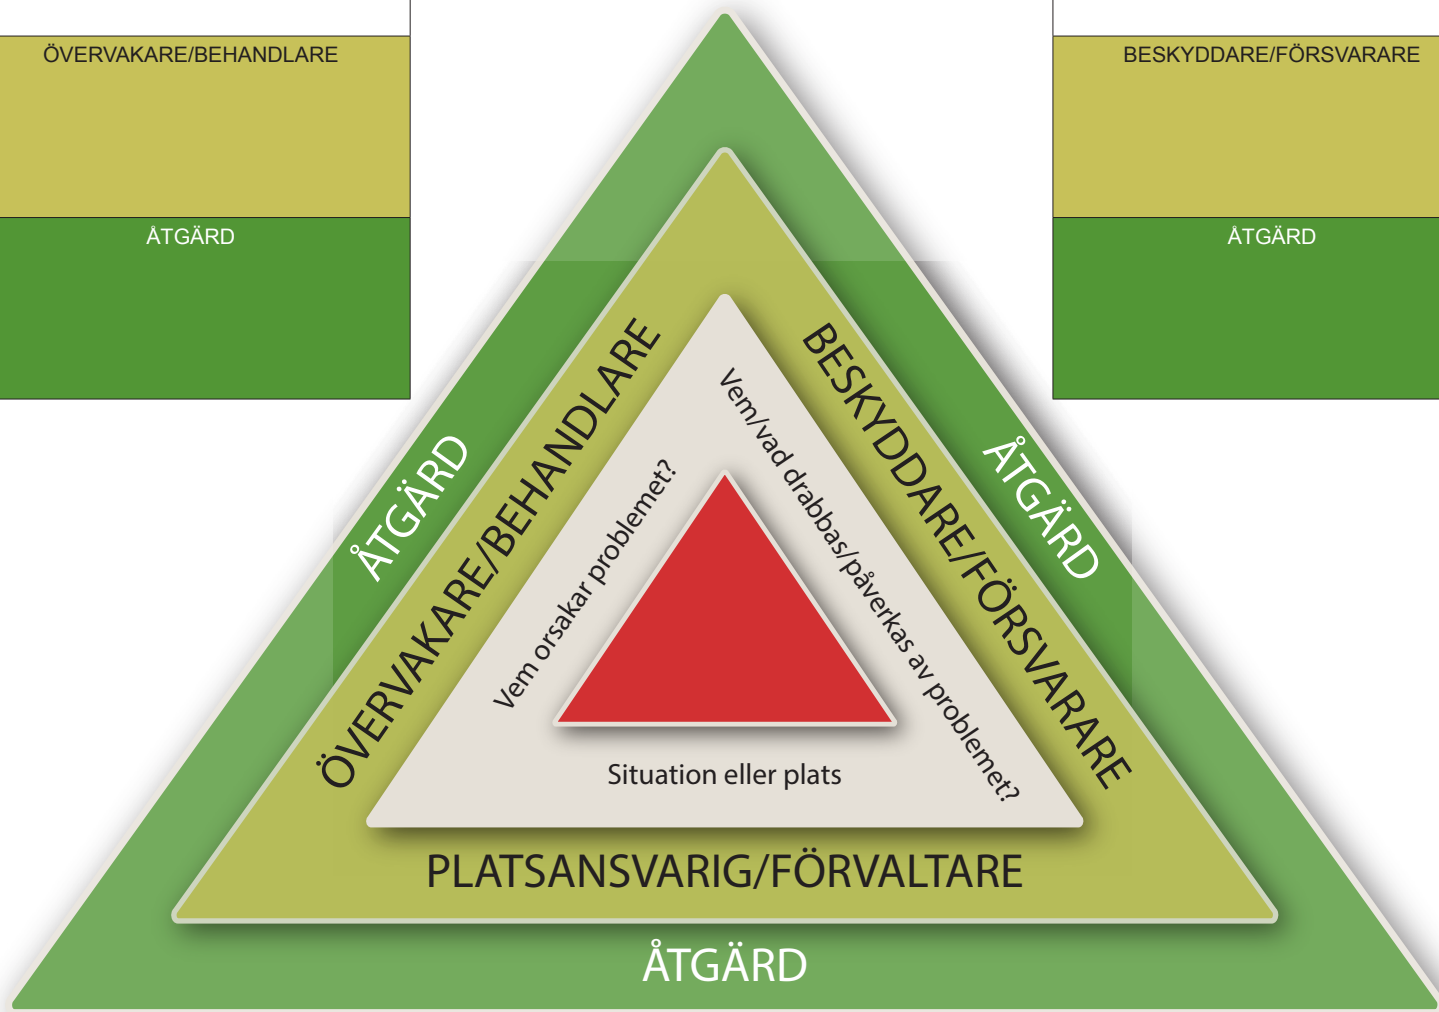 ÖVERVAKARE/BEHANDLARE
ÅTGÄRD
BESKYDDARE/FÖRSVARARE
ÅTGÄRD
ÅTGÄRD
ÖVERVAKARE/BEHANDLARE
Vem orsakar problemet?
Vem/vad drabbas/påverkas av problemet?
BESKYDDARE/FÖRSVARARE
ÅTGÄRD
Situation eller plats
PLATSANSVARIG/FÖRVALTARE
ÅTGÄRD